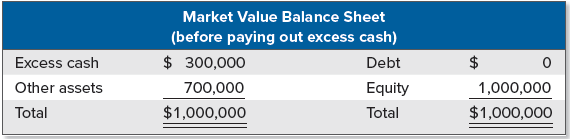 Market Value Balance Sheet
(before paying out excess cash)
Excess cash $ 300,000 Debt $ 0
Other assets 700,000 Equity 1,000,000
Total $1,000,000 Total $1,000,000